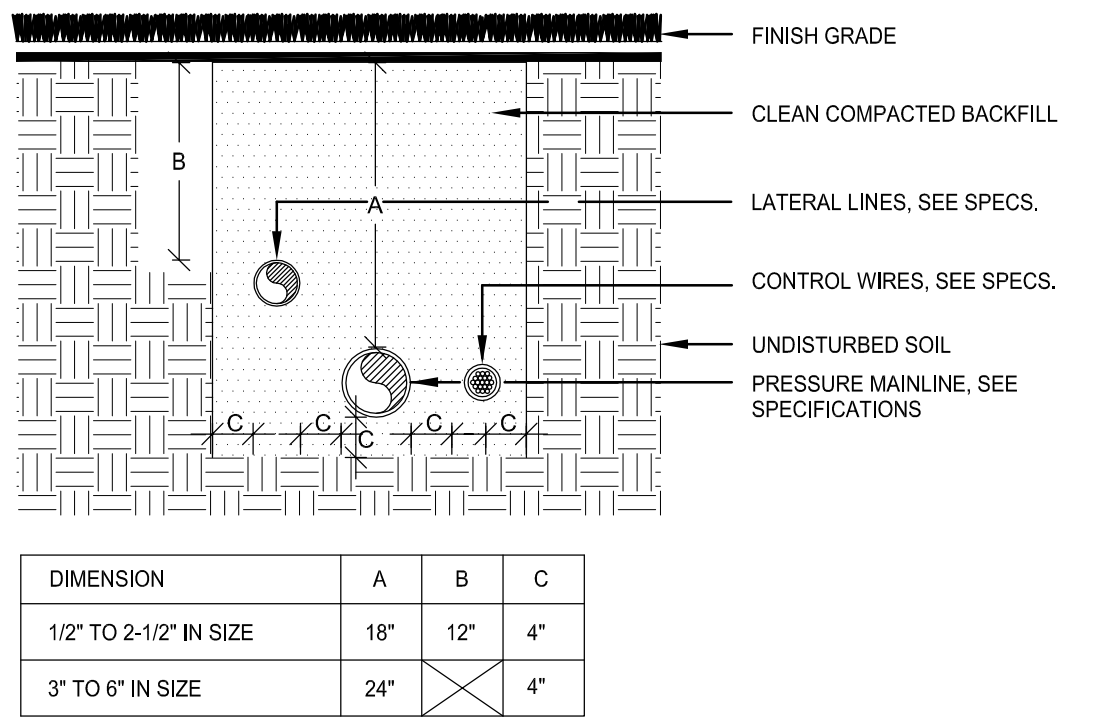 FINISH GRADE
CLEAN COMPACTED BACKFILL
B
A
LATERAL LINES, SEE SPECS.
CONTROL WIRES, SEE SPECS.
UNDISTURBED SOIL
PRESSURE MAINLINE, SEE
SPECIFICATIONS
C C C C
C
DIMENSION A B C
1/2" TO 2-1/2" IN SIZE 18" 12" 4"
3" TO 6" IN SIZE 24" 4"